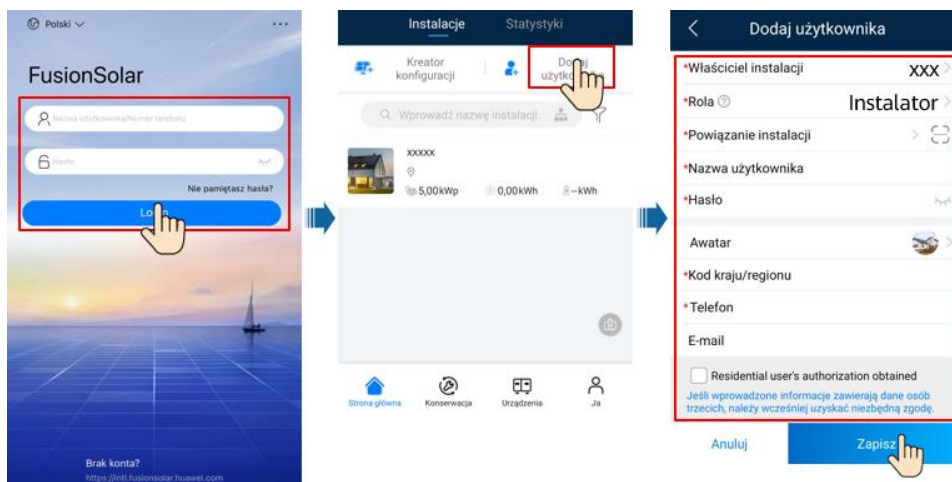 Polski
FusionSolar
Nazwa użytkownika/Numer telefonu
Hasło
Nie pamiętasz hasła?
Brak konta?
https://intl.fusionsolar.huawei.com
Instalacje Statystyki
Kreator
konfiguracji
Wprowadź nazwę instalacji.
xxxxx
5,00kWp 0,00kWh --kWh
Strona główna Konserwacja Urządzenia Ja
Dodaj użytkownika
*Właściciel instalacji xxx
*Rola Instalator
*Powiązanie instalacji
*Nazwa użytkownika
*Hasło
Awatar
*Kod kraju/regionu
*Telefon
E-mail
Residential user's authorization obtained
Jeśli wprowadzone informacje zawierają dane osób
trzecich, należy wcześniej uzyskać niezbędną zgodę.
Anuluj Zapisz